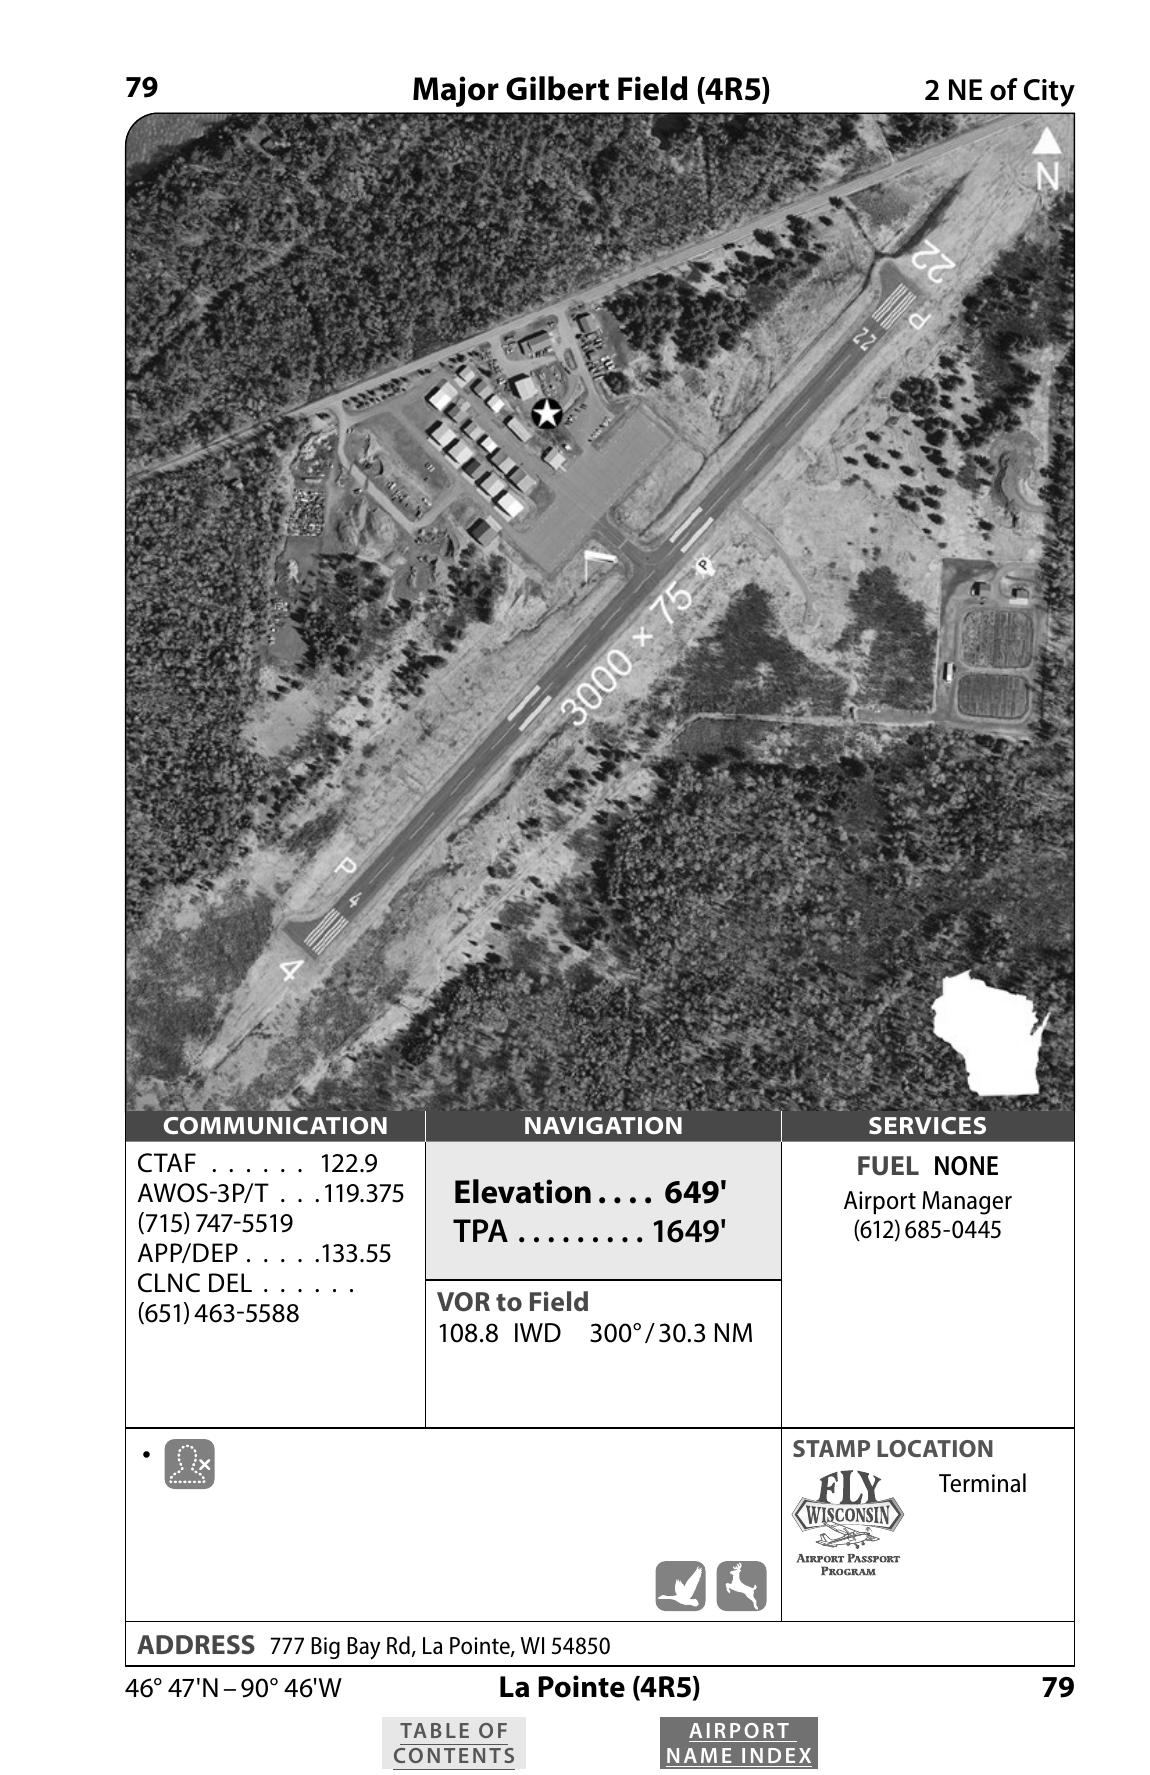 79 Major Gilbert Field (4R5) 2 NE of City
N
22
P
22
P
3000 × 75
P
4
4
COMMUNICATION NAVIGATION SERVICES
CTAF . . . . . . 122.9
AWOS-3P/T . . .119.375
(715) 747-5519
APP/DEP . . . . .133.55
CLNC DEL . . . . . .
(651) 463-5588
Elevation . . . . 649'
TPA . . . . . . . . . 1649'
VOR to Field
108.8 IWD 300° / 30.3 NM
FUEL NONE
Airport Manager
(612) 685-0445
•
STAMP LOCATION
Terminal
FLY
WISCONSIN
AIRPORT PASSPORT
PROGRAM
ADDRESS 777 Big Bay Rd, La Pointe, WI 54850
46° 47'N – 90° 46'W La Pointe (4R5) 79
TABLE OF
CONTENTS
AIRPORT
NAME INDEX